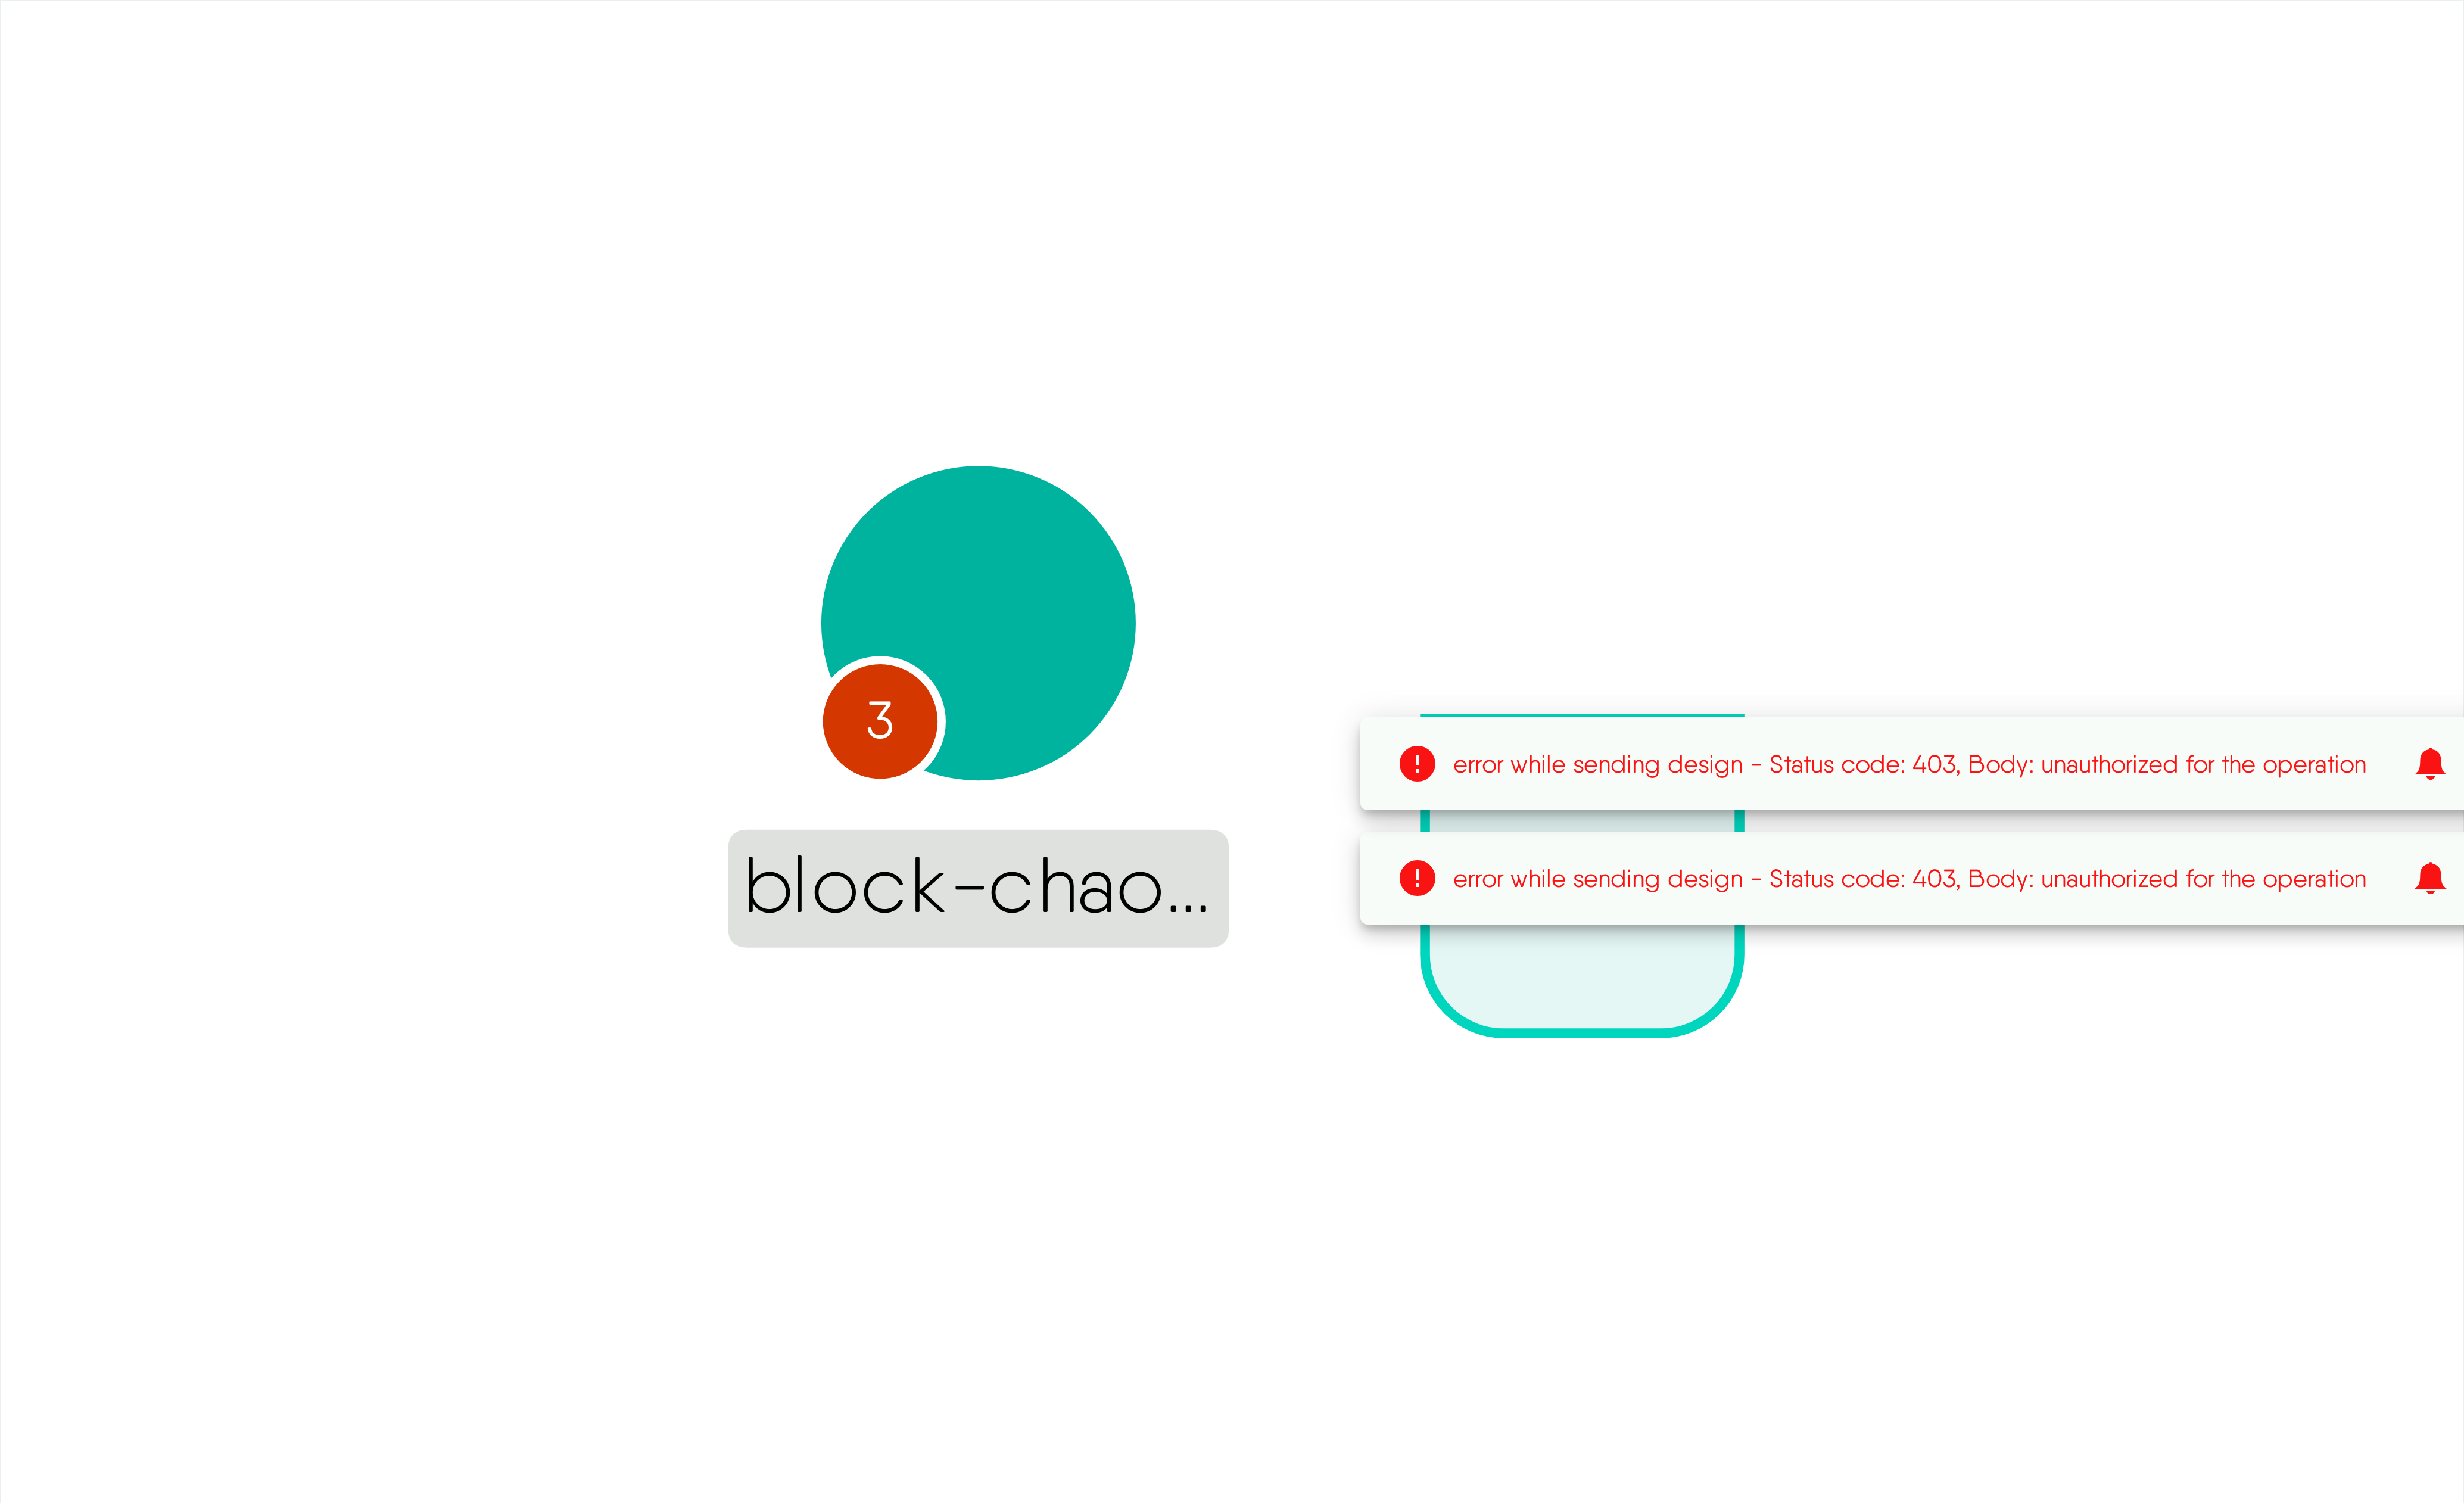 3
block-chao...
error while sending design - Status code: 403, Body: unauthorized for the operation
error while sending design - Status code: 403, Body: unauthorized for the operation